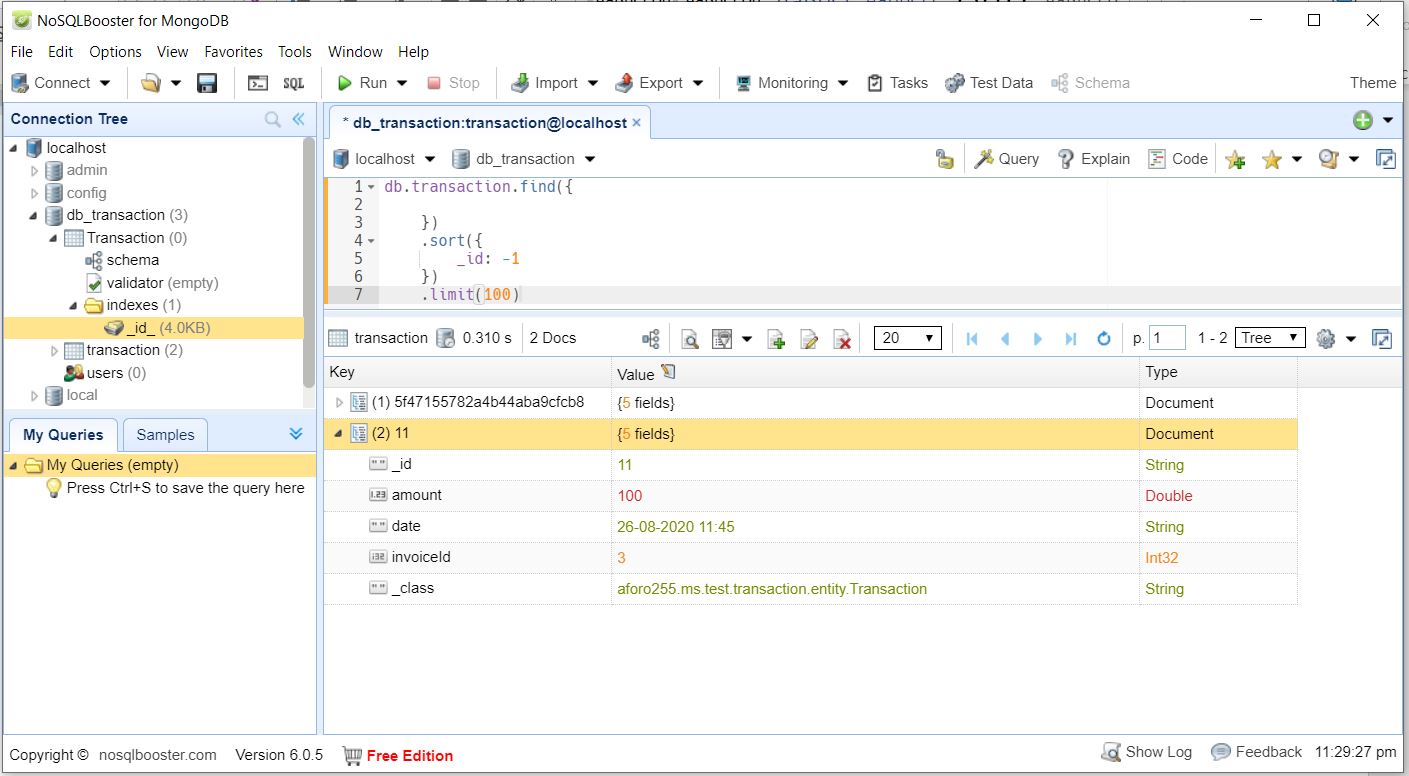 NoSQLBooster for MongoDB
File Edit Options View Favorites Tools Window Help
Connect SQL Run Stop Import Export Monitoring Tasks Test Data Schema Theme
Connection Tree
localhost
admin
config
db_transaction (3)
Transaction (0)
schema
validator (empty)
indexes (1)
_id_ (4.0KB)
transaction (2)
users (0)
local
My Queries Samples
My Queries (empty)
Press Ctrl+S to save the query here
* db_transaction:transaction@localhost ×
localhost db_transaction Query Explain Code
1 db.transaction.find({
2
3 })
4 .sort({
5 _id: -1
6 })
7 .limit(100)
transaction 0.310 s 2 Docs 20 p. 1 1 - 2 Tree
Key Value Type
(1) 5f47155782a4b44aba9cfcb8 {5 fields} Document
(2) 11 {5 fields} Document
"" _id 11 String
1.23 amount 100 Double
"" date 26-08-2020 11:45 String
i32 invoiceId 3 Int32
"" _class aforo255.ms.test.transaction.entity.Transaction String
Copyright © nosqlbooster.com Version 6.0.5 Free Edition Show Log Feedback 11:29:27 pm